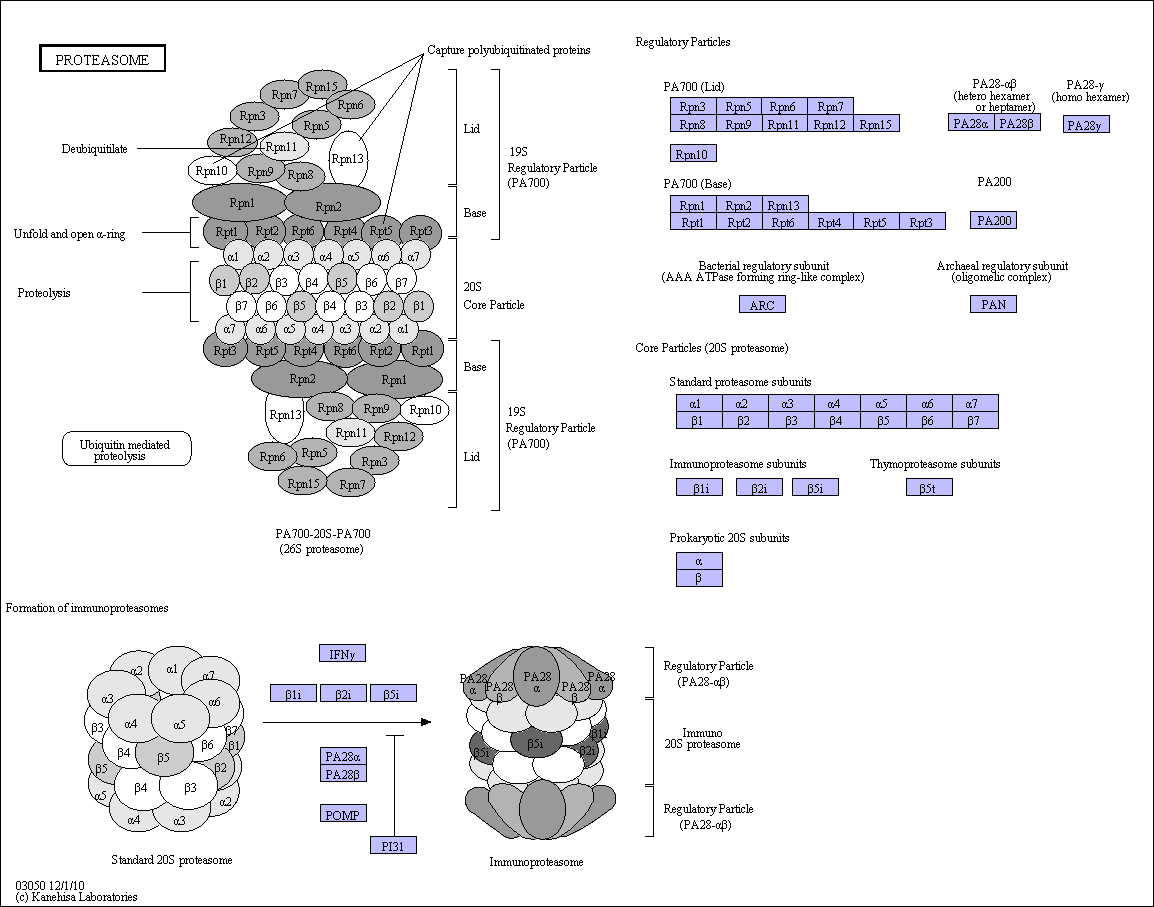 PROTEASOME
Capture polyubiquitinated proteins
Rpn15
Rpn7
Rpn6
Rpn3
Rpn5
Rpn12
Deubiquitilate
Rpn11
Rpn13
Rpn10
Rpn9
Rpn8
Lid
19S
Regulatory Particle
(PA700)
Rpn1
Rpn2
Base
Unfold and open α-ring
Rpt1 Rpt2 Rpt6 Rpt4 Rpt5 Rpt3
α1 α2 α3 α4 α5 α6 α7
Proteolysis
β1 β2 β3 β4 β5 β6 β7
20S
Core Particle
β7 β6 β5 β4 β3 β2 β1
α7 α6 α5 α4 α3 α2 α1
Rpt3 Rpt5 Rpt4 Rpt6 Rpt2 Rpt1
Base
Rpn2 Rpn1
Rpn13 Rpn8 Rpn9 Rpn10
19S
Regulatory Particle
(PA700)
Rpn11 Rpn12
Ubiquitin mediated
proteolysis
Rpn6 Rpn5 Rpn3
Lid
Rpn15 Rpn7
PA700-20S-PA700
(26S proteasome)
Regulatory Particles
PA700 (Lid)
Rpn3 Rpn5 Rpn6 Rpn7
Rpn8 Rpn9 Rpn11 Rpn12 Rpn15
Rpn10
PA28-αβ
(hetero hexamer
or heptamer)
PA28α PA28β
PA28-γ
(homo hexamer)
PA28γ
PA700 (Base)
Rpn1 Rpn2 Rpn13
Rpt1 Rpt2 Rpt6 Rpt4 Rpt5 Rpt3
PA200
PA200
Bacterial regulatory subunit
(AAA ATPase forming ring-like complex)
ARC
Archaeal regulatory subunit
(oligomelic complex)
PAN
Core Particles (20S proteasome)
Standard proteasome subunits
α1 α2 α3 α4 α5 α6 α7
β1 β2 β3 β4 β5 β6 β7
Immunoproteasome subunits
β1i β2i β5i
Thymoproteasome subunits
β5t
Prokaryotic 20S subunits
α
β
Formation of immunoproteasomes
α2 α1 α7
α3 α6
α4 α5
β3 β7
β4 β6 β1
β5
β5 β2
β4 β3
α5 α2
α4 α3
Standard 20S proteasome
IFNγ
β1i β2i β5i
PA28α
PA28β
POMP
PI31
PA28
α
PA28
β
PA28
α
PA28
β
PA28
α
β1i
β5i β5i β2i
Immunoproteasome
Regulatory Particle
(PA28-αβ)
Immuno
20S proteasome
Regulatory Particle
(PA28-αβ)
03050 12/1/10
(c) Kanehisa Laboratories